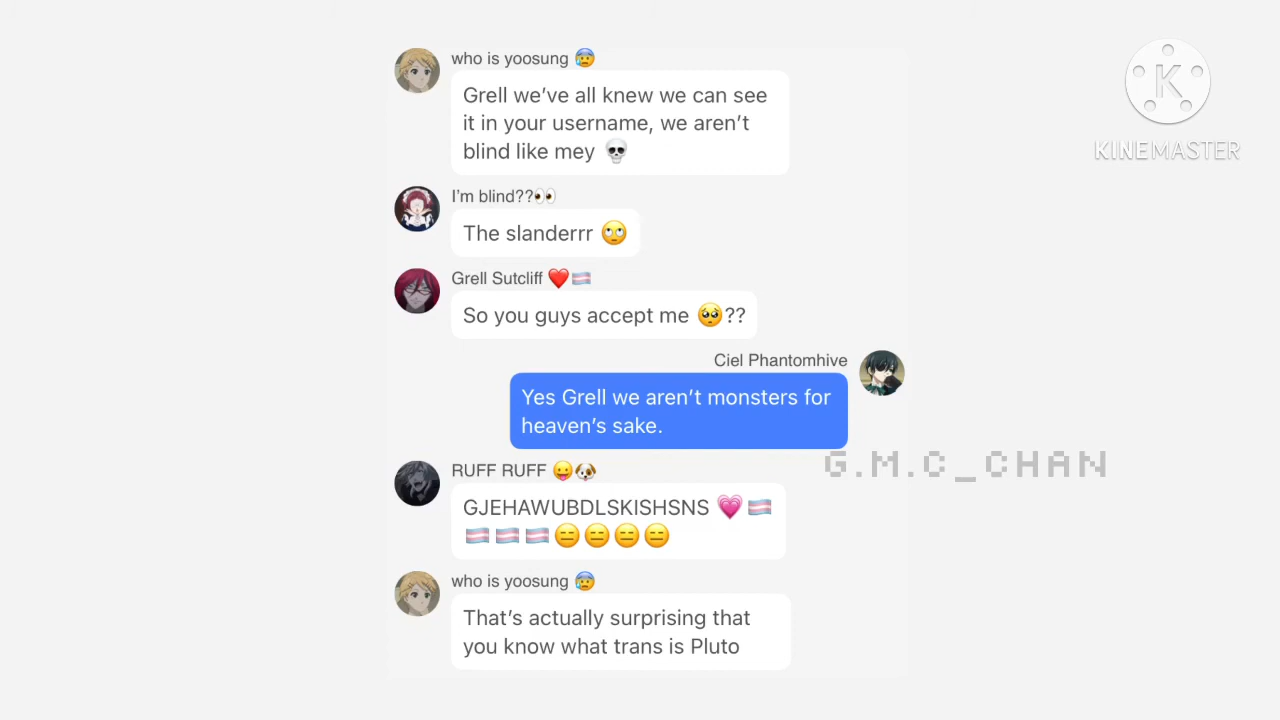 who is yoosung 😰
Grell we’ve all knew we can see
it in your username, we aren’t
blind like mey 💀
I’m blind??👀
The slanderrr 🙄
Grell Sutcliff ❤️🏳️‍⚧️
So you guys accept me 🥺??
Ciel Phantomhive
Yes Grell we aren’t monsters for
heaven’s sake.
RUFF RUFF 😛🐶
GJEHAWUBDLSKISHSNS 💗🏳️‍⚧️
🏳️‍⚧️🏳️‍⚧️🏳️‍⚧️😑😑😑😑
who is yoosung 😰
That’s actually surprising that
you know what trans is Pluto
K
KINEMASTER
G.M.C_CHAN